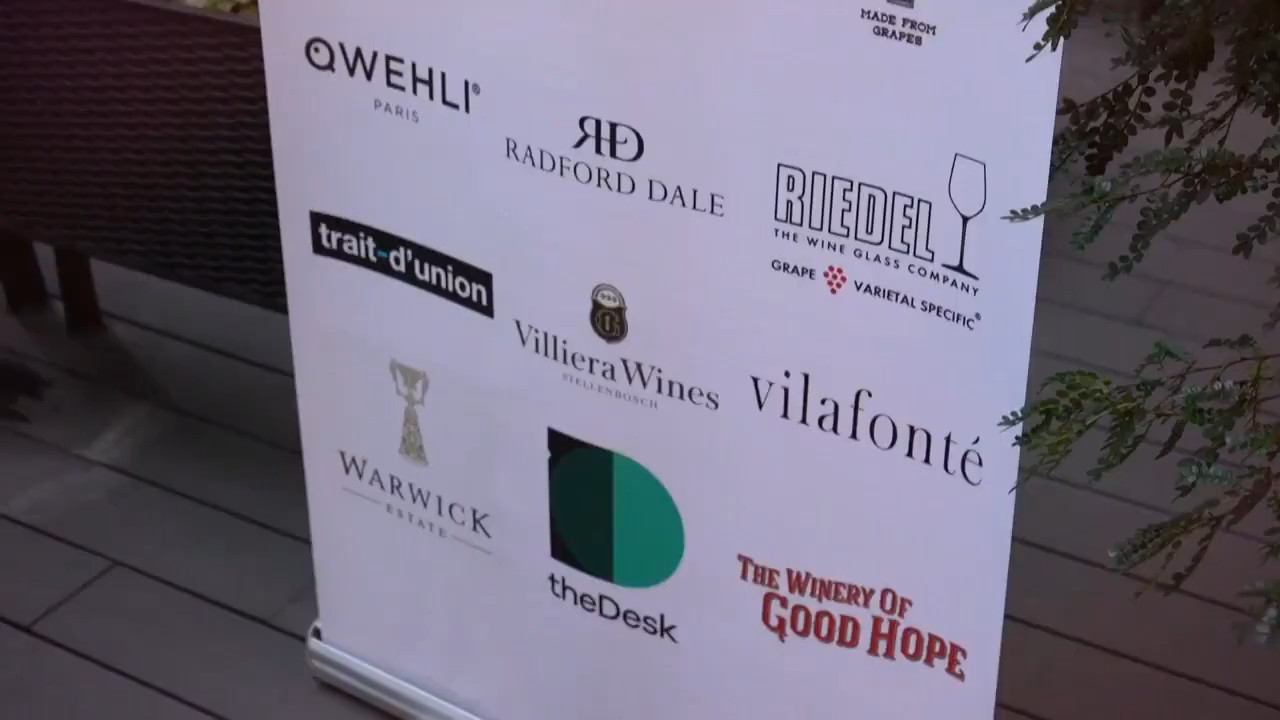 MADE FROM
GRAPES
QWEHLI®
PARIS
RD
RADFORD DALE
RIEDEL
THE WINE GLASS COMPANY
GRAPE VARIETAL SPECIFIC®
trait-d'union
VillieraWines
STELLENBOSCH
vilafonté
WARWICK
ESTATE
theDesk
THE WINERY OF
GOOD HOPE